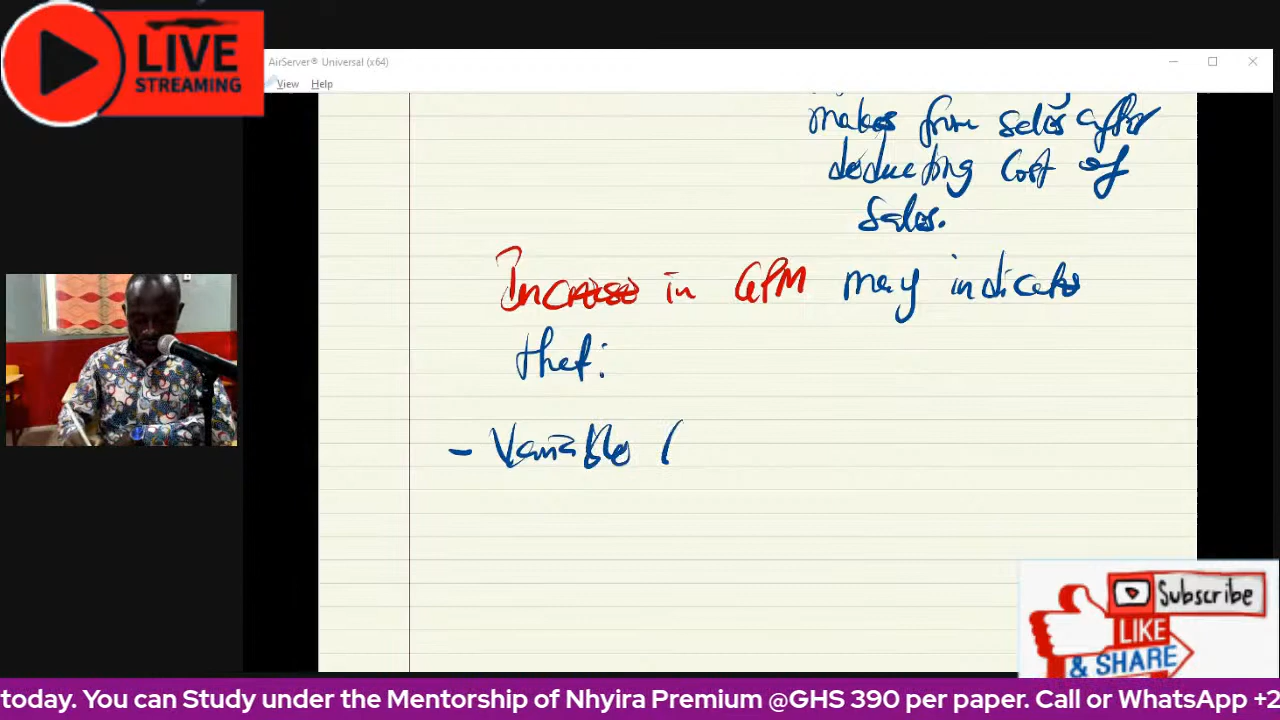 LIVE
STREAMING
AirServer® Universal (x64)
View Help
makes from sales after
deducting Cost of
Sales.
Increase in GPM may indicate
that:
- Variable (
Subscribe
LIKE
& SHARE
today. You can Study under the Mentorship of Nhyira Premium @GHS 390 per paper. Call or WhatsApp +2